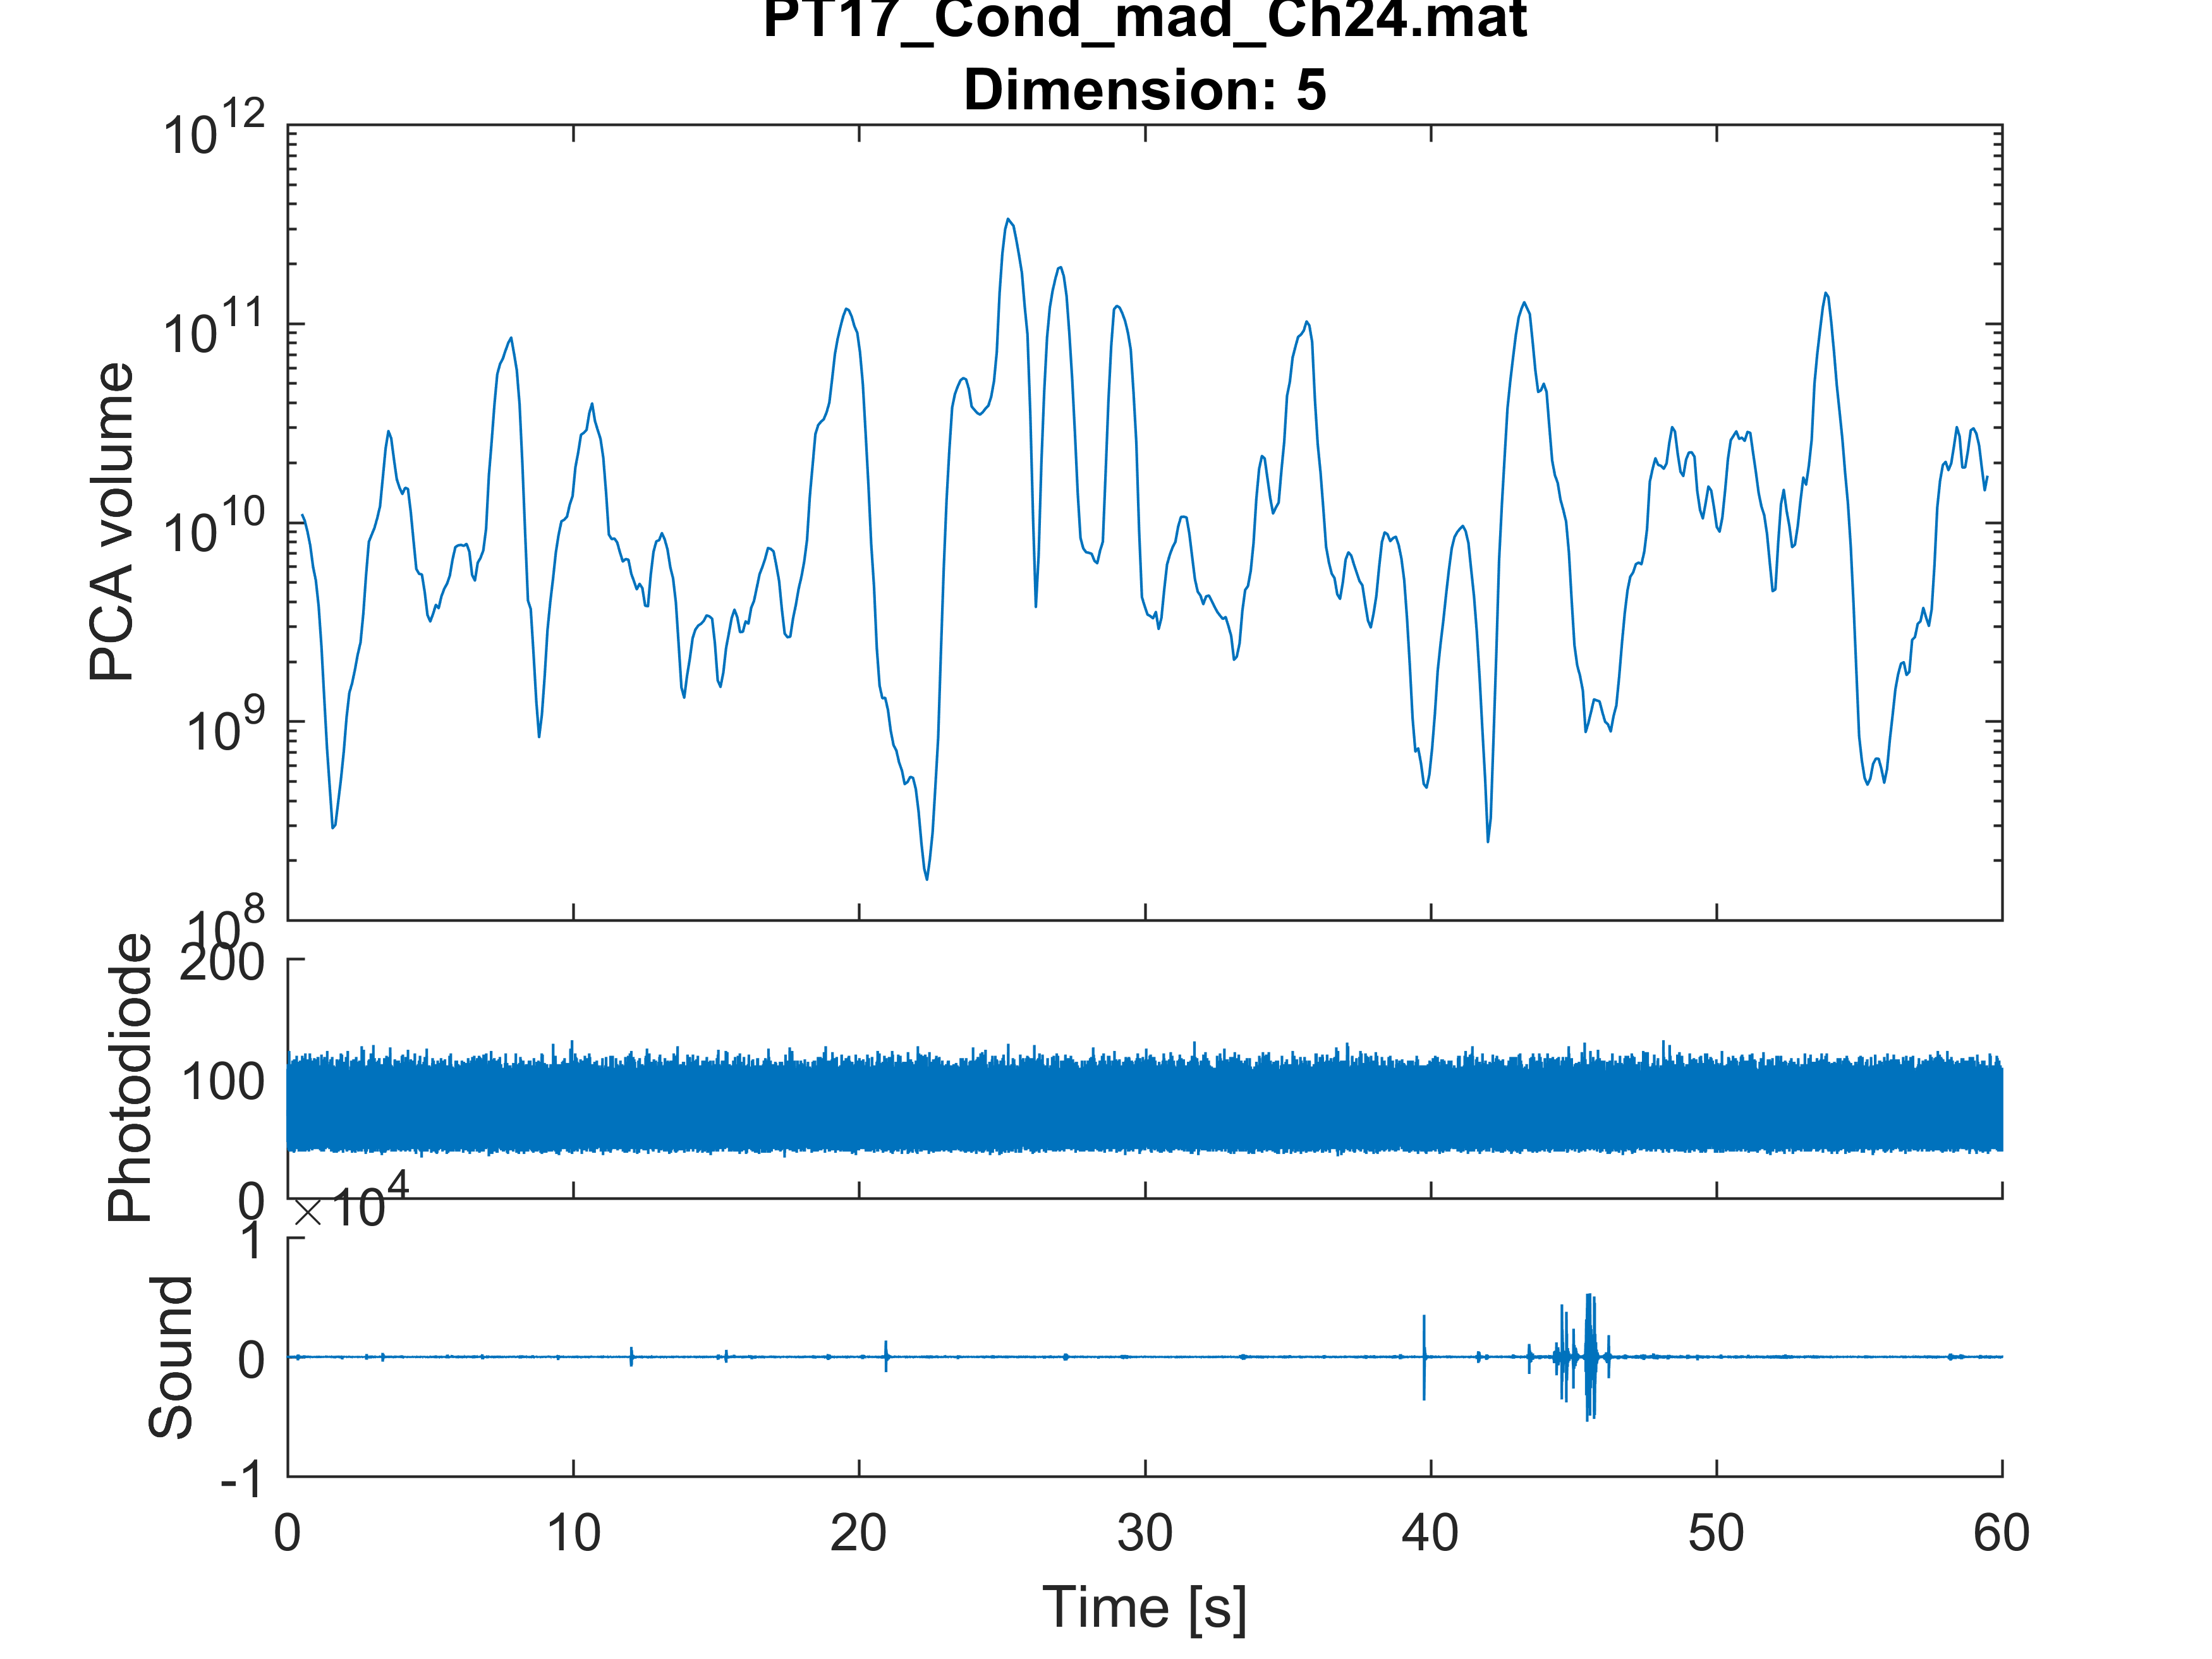 PT17_Cond_mad_Ch24.mat
Dimension: 5
PCA volume
10^12
10^11
10^10
10^9
10^8
Photodiode
200
100
0
×10^4
Sound
1
0
-1
0 10 20 30 40 50 60
Time [s]